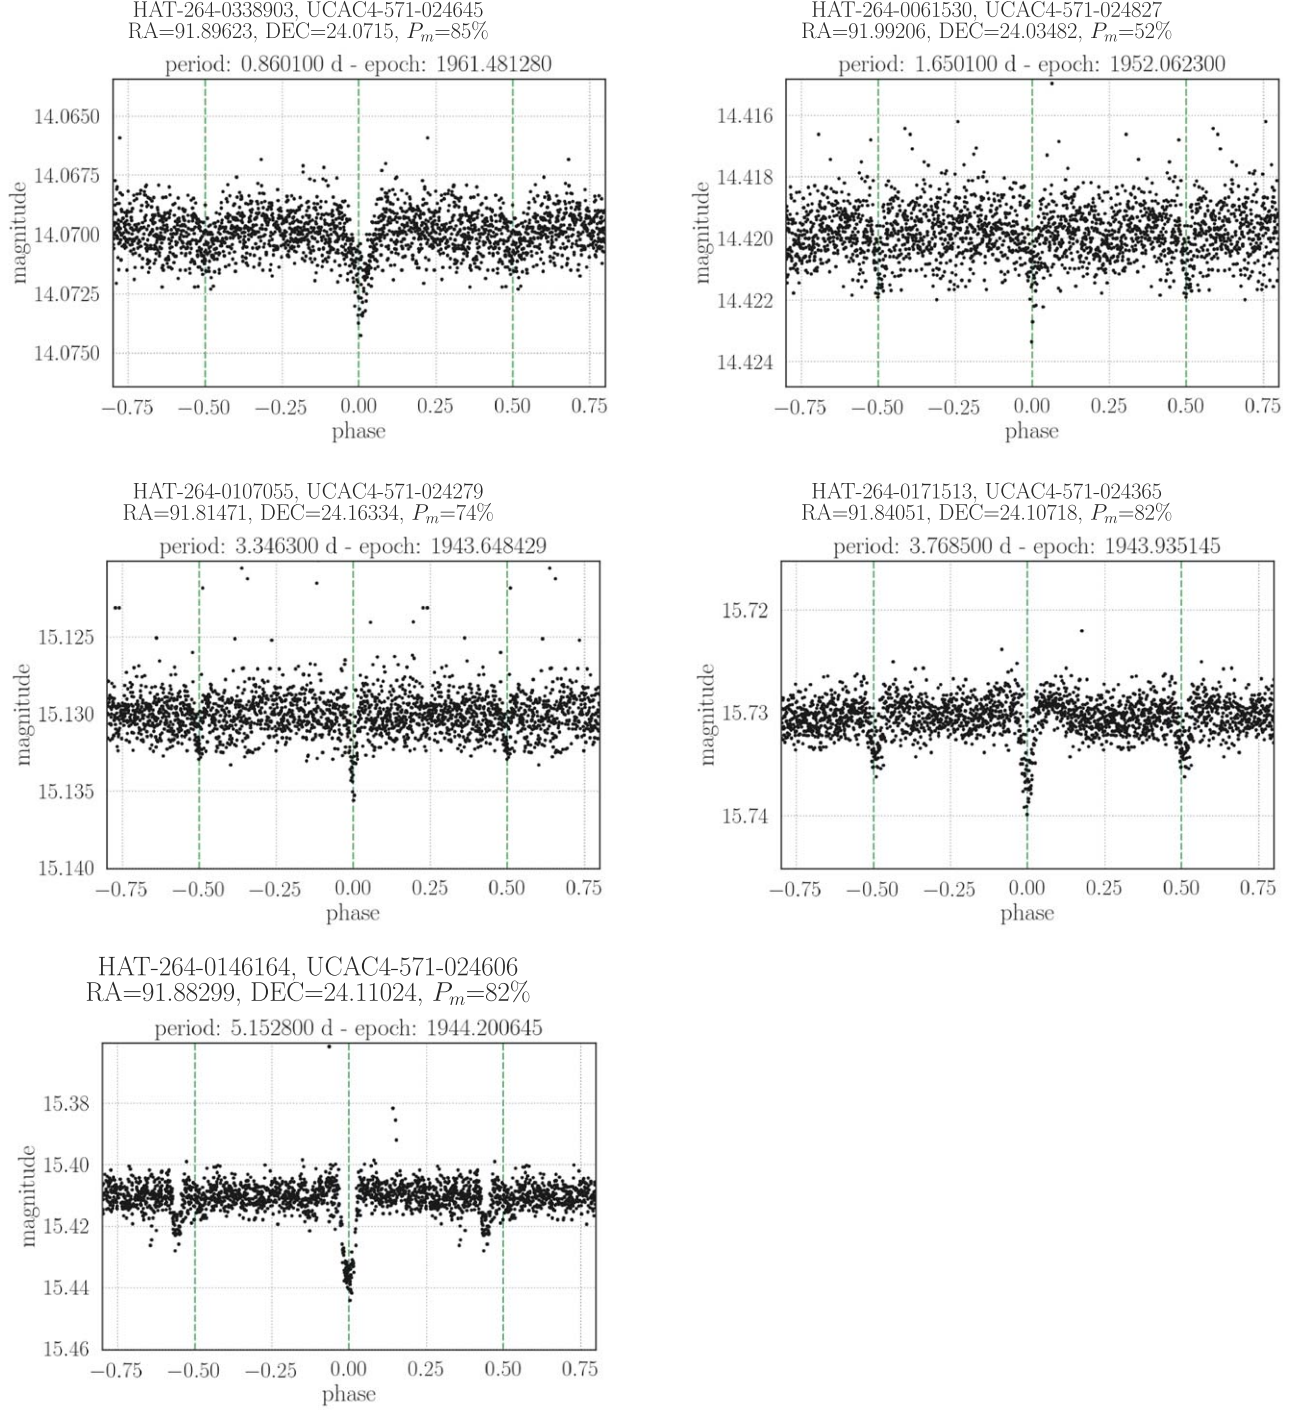 HAT-264-0338903, UCAC4-571-024645
RA=91.89623, DEC=24.0715, Pm=85%
period: 0.860100 d - epoch: 1961.481280
magnitude
14.0650
14.0675
14.0700
14.0725
14.0750
−0.75 −0.50 −0.25 0.00 0.25 0.50 0.75
phase
HAT-264-0061530, UCAC4-571-024827
RA=91.99206, DEC=24.03482, Pm=52%
period: 1.650100 d - epoch: 1952.062300
magnitude
14.416
14.418
14.420
14.422
14.424
−0.75 −0.50 −0.25 0.00 0.25 0.50 0.75
phase
HAT-264-0107055, UCAC4-571-024279
RA=91.81471, DEC=24.16334, Pm=74%
period: 3.346300 d - epoch: 1943.648429
magnitude
15.125
15.130
15.135
15.140
−0.75 −0.50 −0.25 0.00 0.25 0.50 0.75
phase
HAT-264-0171513, UCAC4-571-024365
RA=91.84051, DEC=24.10718, Pm=82%
period: 3.768500 d - epoch: 1943.935145
magnitude
15.72
15.73
15.74
−0.75 −0.50 −0.25 0.00 0.25 0.50 0.75
phase
HAT-264-0146164, UCAC4-571-024606
RA=91.88299, DEC=24.11024, Pm=82%
period: 5.152800 d - epoch: 1944.200645
magnitude
15.38
15.40
15.42
15.44
15.46
−0.75 −0.50 −0.25 0.00 0.25 0.50 0.75
phase